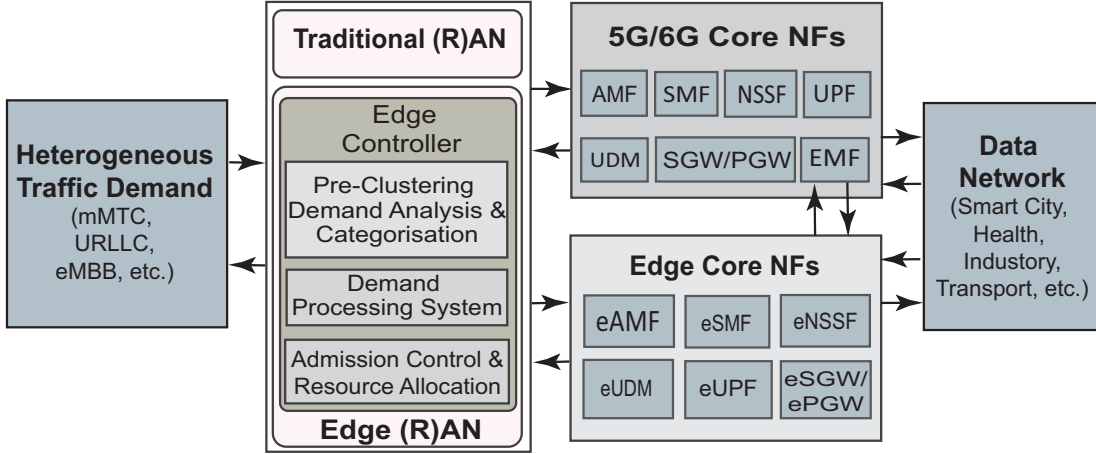 Heterogeneous
Traffic Demand
(mMTC,
URLLC,
eMBB, etc.)
Traditional (R)AN
Edge
Controller
Pre-Clustering
Demand Analysis &
Categorisation
Demand
Processing System
Admission Control &
Resource Allocation
Edge (R)AN
5G/6G Core NFs
AMF
SMF
NSSF
UPF
UDM
SGW/PGW
EMF
Edge Core NFs
eAMF
eSMF
eNSSF
eUDM
eUPF
eSGW/
ePGW
Data
Network
(Smart City,
Health,
Industory,
Transport, etc.)